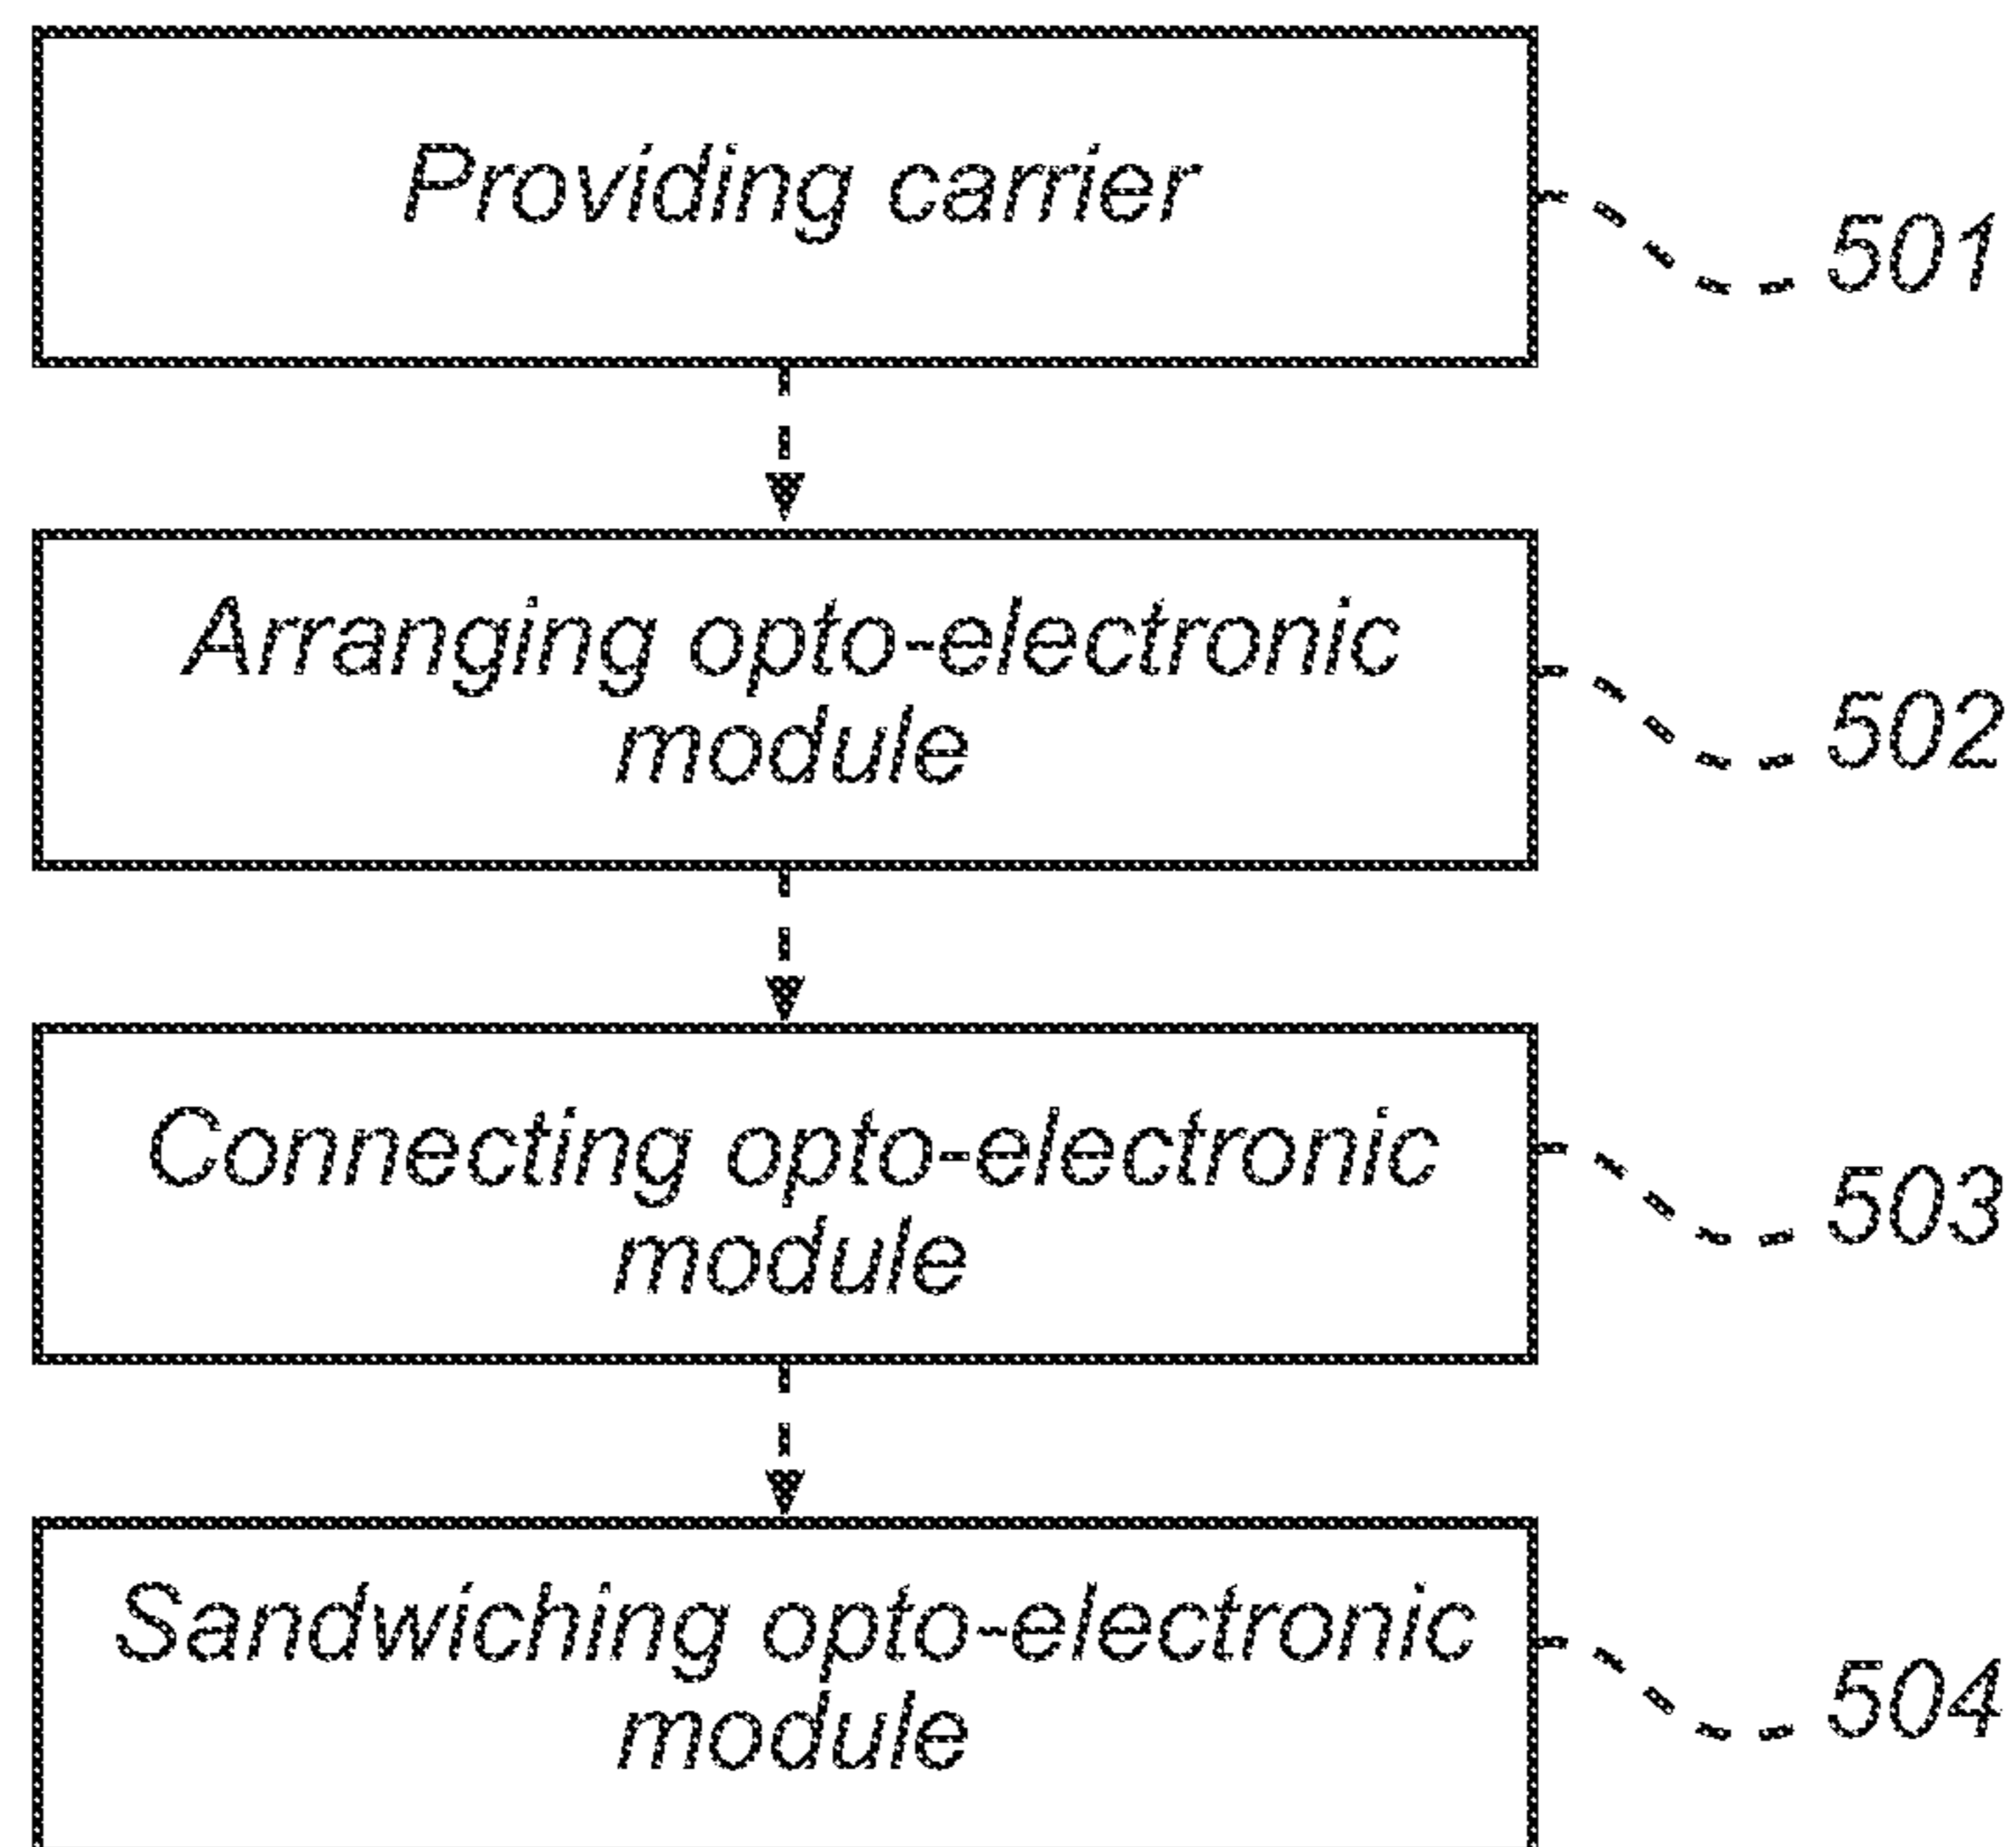 Providing carrier
501
Arranging opto-electronic
module
502
Connecting opto-electronic
module
503
Sandwiching opto-electronic
module
504